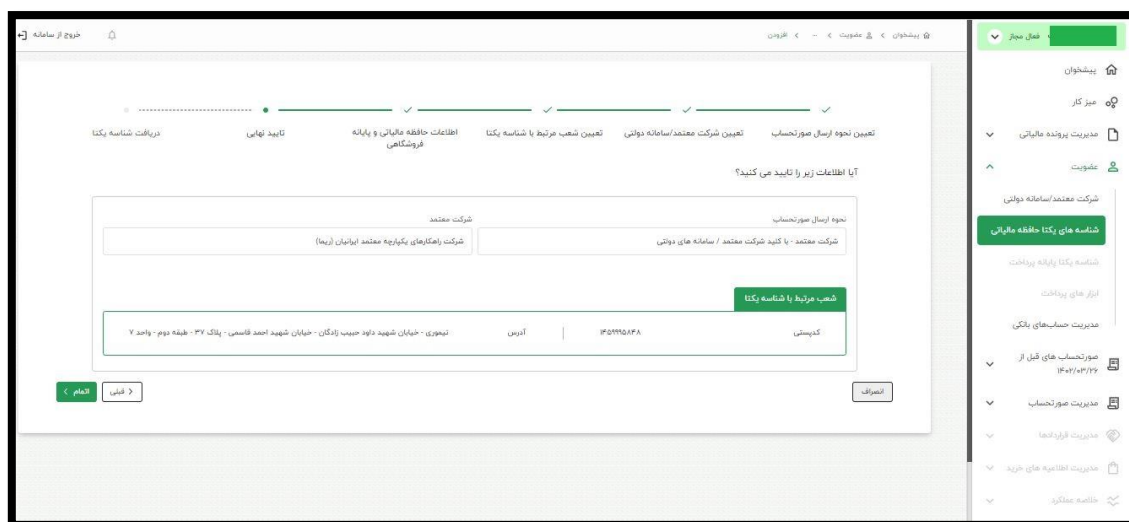 فعال مجاز
پیشخوان
میز کار
مدیریت پرونده مالیاتی
عضویت
شرکت معتمد/سامانه دولتی
شناسه های یکتا حافظه مالیاتی
شناسه یکتا پایانه پرداخت
ابزار های پرداخت
مدیریت حساب‌های بانکی
صورتحساب های قبل از
۱۴۰۲/۰۳/۲۶
مدیریت صورتحساب
مدیریت قراردادها
مدیریت اطلاعیه های خرید
خلاصه عملکرد
پیشخوان > عضویت > ... > افزودن
خروج از سامانه
تعیین نحوه ارسال صورتحساب
تعیین شرکت معتمد/سامانه دولتی
تعیین شعب مرتبط با شناسه یکتا
اطلاعات حافظه مالیاتی و پایانه
فروشگاهی
تایید نهایی
دریافت شناسه یکتا
آیا اطلاعات زیر را تایید می کنید؟
نحوه ارسال صورتحساب
شرکت معتمد - با کلید شرکت معتمد / سامانه های دولتی
شرکت معتمد
شرکت راهکارهای یکپارچه معتمد ایرانیان (ریما)
شعب مرتبط با شناسه یکتا
کدپستی ۱۴۵۹۹۹۵۸۴۸ آدرس تیموری - خیابان شهید داود حبیب زادگان - خیابان شهید احمد قاسمی - پلاک ۳۷ - طبقه دوم - واحد ۷
انصراف
قبلی
اتمام